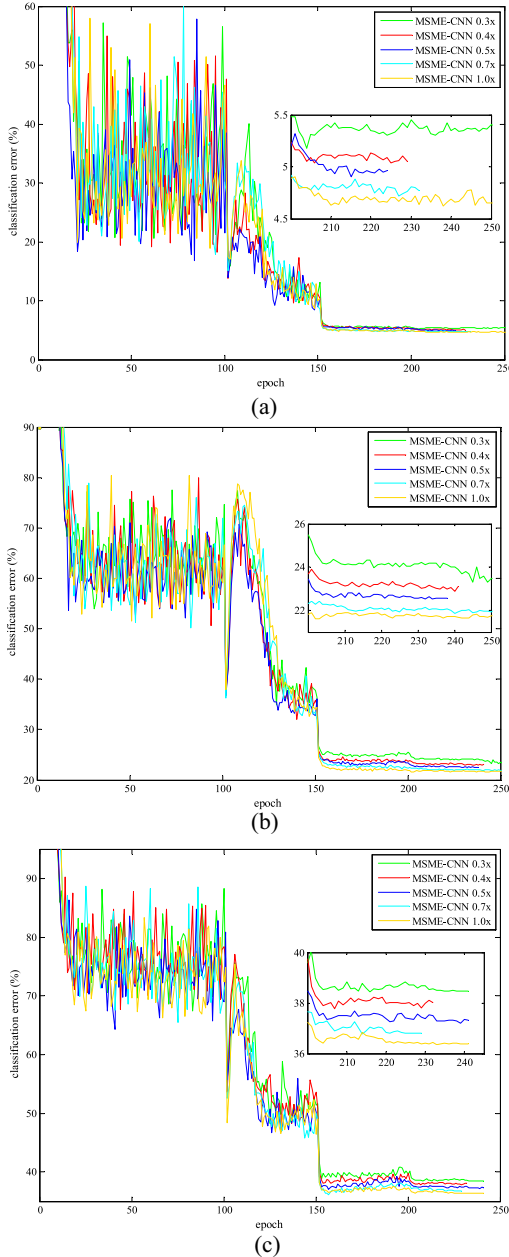 60
50
40
30
20
10
0
0
50
100
150
200
250
classification error (%)
epoch
MSME-CNN 0.3x
MSME-CNN 0.4x
MSME-CNN 0.5x
MSME-CNN 0.7x
MSME-CNN 1.0x
5.5
5
4.5
210
220
230
240
250
(a)
90
80
70
60
50
40
30
20
0
50
100
150
200
250
classification error (%)
epoch
MSME-CNN 0.3x
MSME-CNN 0.4x
MSME-CNN 0.5x
MSME-CNN 0.7x
MSME-CNN 1.0x
26
24
22
210
220
230
240
250
(b)
90
80
70
60
50
40
0
50
100
150
200
250
classification error (%)
epoch
MSME-CNN 0.3x
MSME-CNN 0.4x
MSME-CNN 0.5x
MSME-CNN 0.7x
MSME-CNN 1.0x
40
38
36
210
220
230
240
(c)